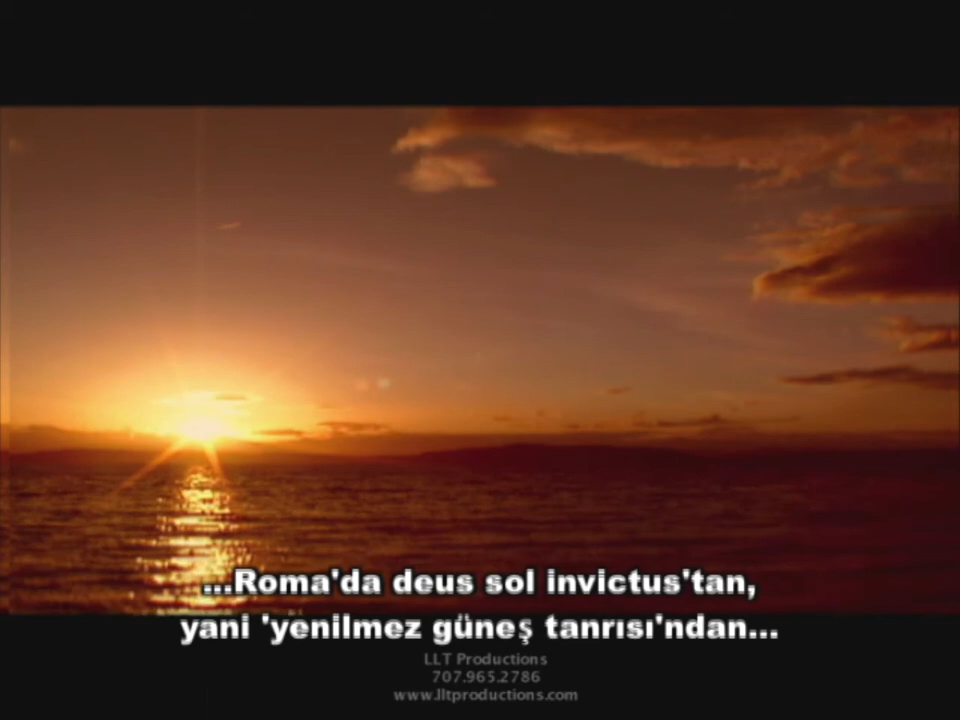 ...Roma'da deus sol invictus'tan,
yani 'yenilmez güneş tanrısı'ndan...
LLT Productions
707.965.2786
www.lltproductions.com